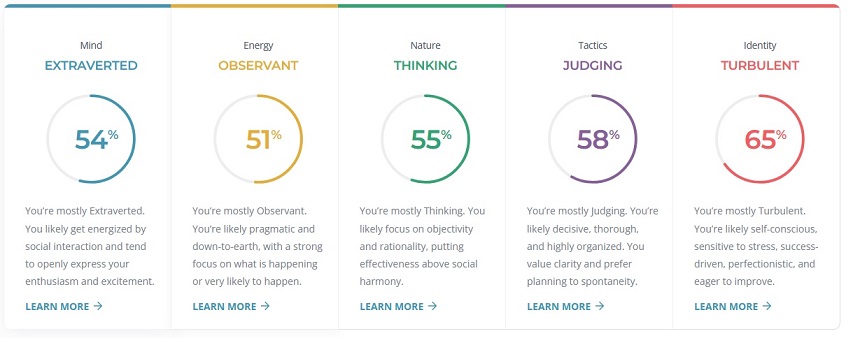 Mind
EXTRAVERTED
54%
You're mostly Extraverted.
You likely get energized by
social interaction and tend
to openly express your
enthusiasm and excitement.
LEARN MORE →
Energy
OBSERVANT
51%
You're mostly Observant.
You're likely pragmatic and
down-to-earth, with a strong
focus on what is happening
or very likely to happen.
LEARN MORE →
Nature
THINKING
55%
You're mostly Thinking. You
likely focus on objectivity
and rationality, putting
effectiveness above social
harmony.
LEARN MORE →
Tactics
JUDGING
58%
You're mostly Judging. You're
likely decisive, thorough,
and highly organized. You
value clarity and prefer
planning to spontaneity.
LEARN MORE →
Identity
TURBULENT
65%
You're mostly Turbulent.
You're likely self-conscious,
sensitive to stress, success-
driven, perfectionistic, and
eager to improve.
LEARN MORE →